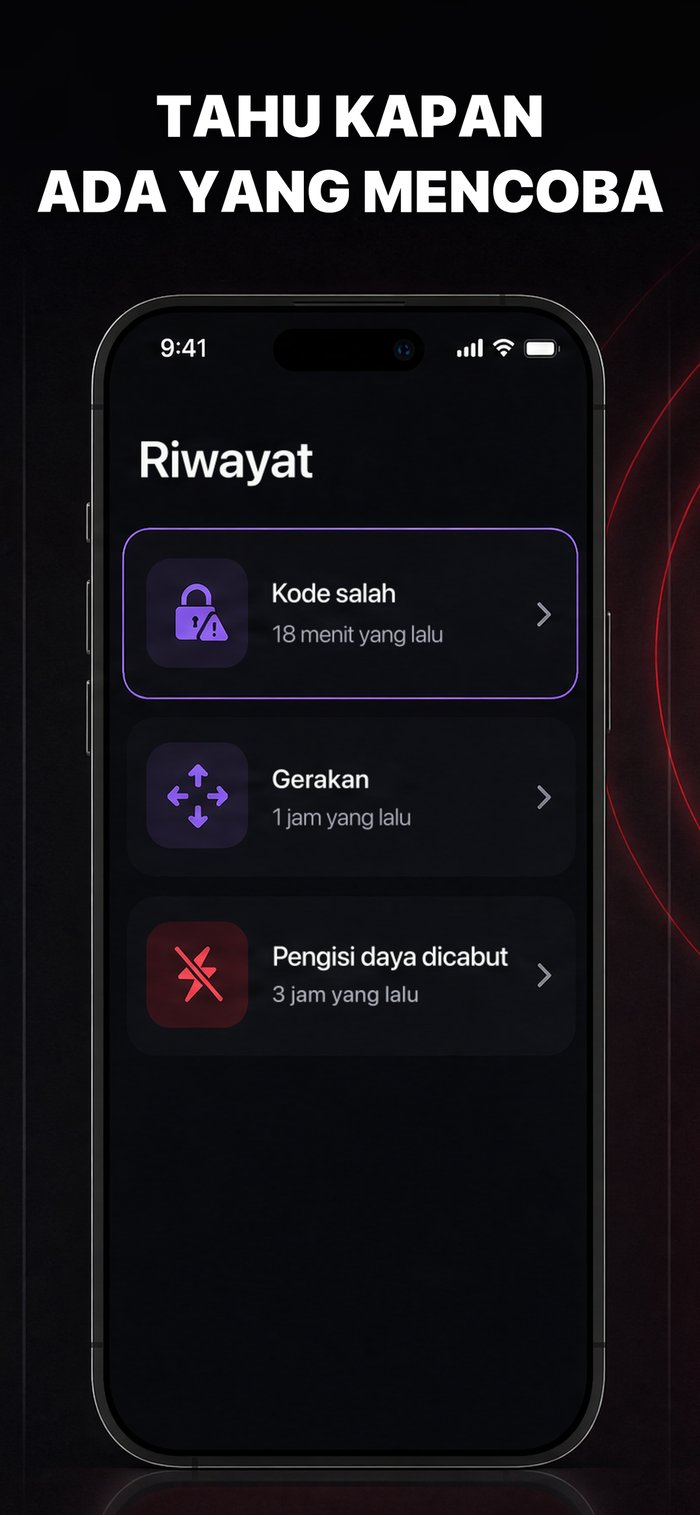 TAHU KAPAN
ADA YANG MENCOBA
9:41
Riwayat
Kode salah
18 menit yang lalu
Gerakan
1 jam yang lalu
Pengisi daya dicabut
3 jam yang lalu